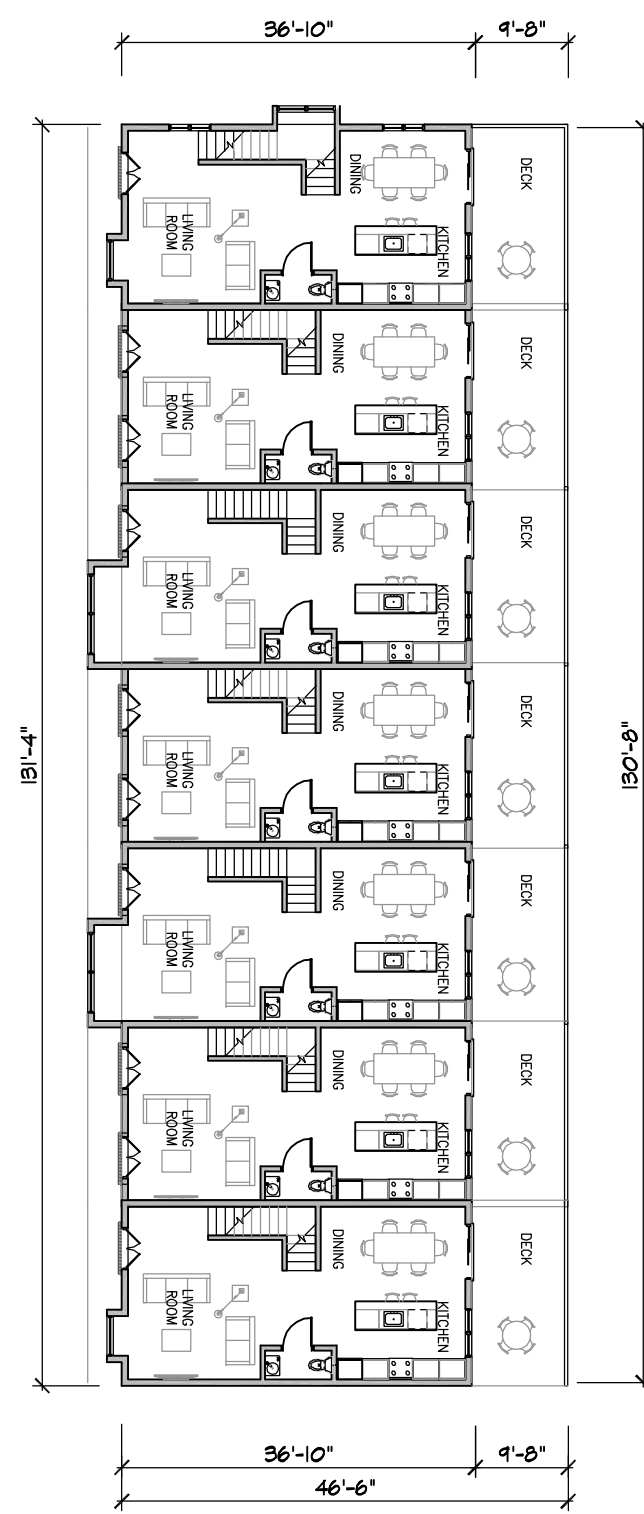 36'-10"
9'-8"
DINING
DECK
LIVING
ROOM
KITCHEN
DINING
DECK
LIVING
ROOM
KITCHEN
DINING
DECK
LIVING
ROOM
KITCHEN
131'-4"
130'-8"
DINING
DECK
LIVING
ROOM
KITCHEN
DINING
DECK
LIVING
ROOM
KITCHEN
DINING
DECK
LIVING
ROOM
KITCHEN
DINING
DECK
LIVING
ROOM
KITCHEN
36'-10"
9'-8"
46'-6"